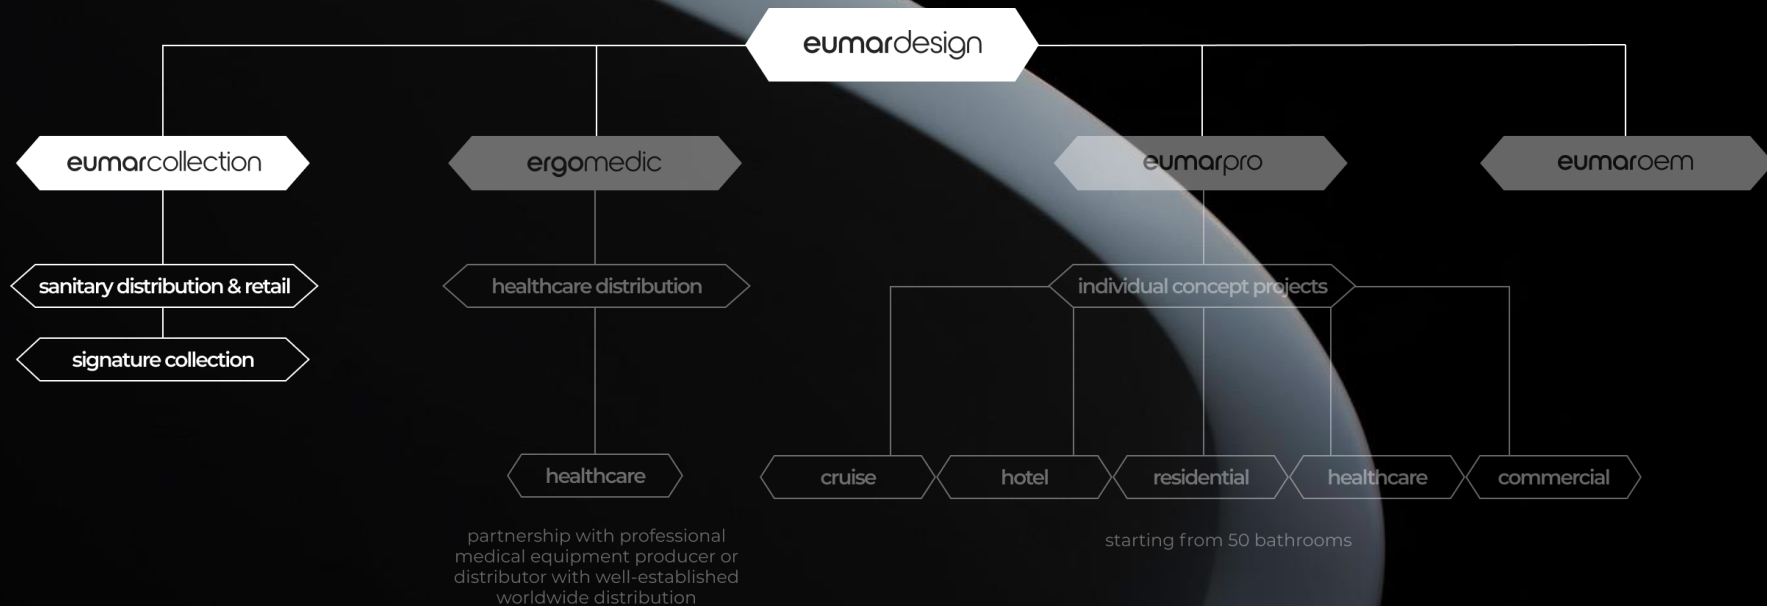 eumardesign
eumarcollection
ergomedic
eumarpro
eumaroem
sanitary distribution & retail
healthcare distribution
individual concept projects
signature collection
healthcare
cruise
hotel
residential
healthcare
commercial
partnership with professional
medical equipment producer or
distributor with well-established
worldwide distribution
starting from 50 bathrooms